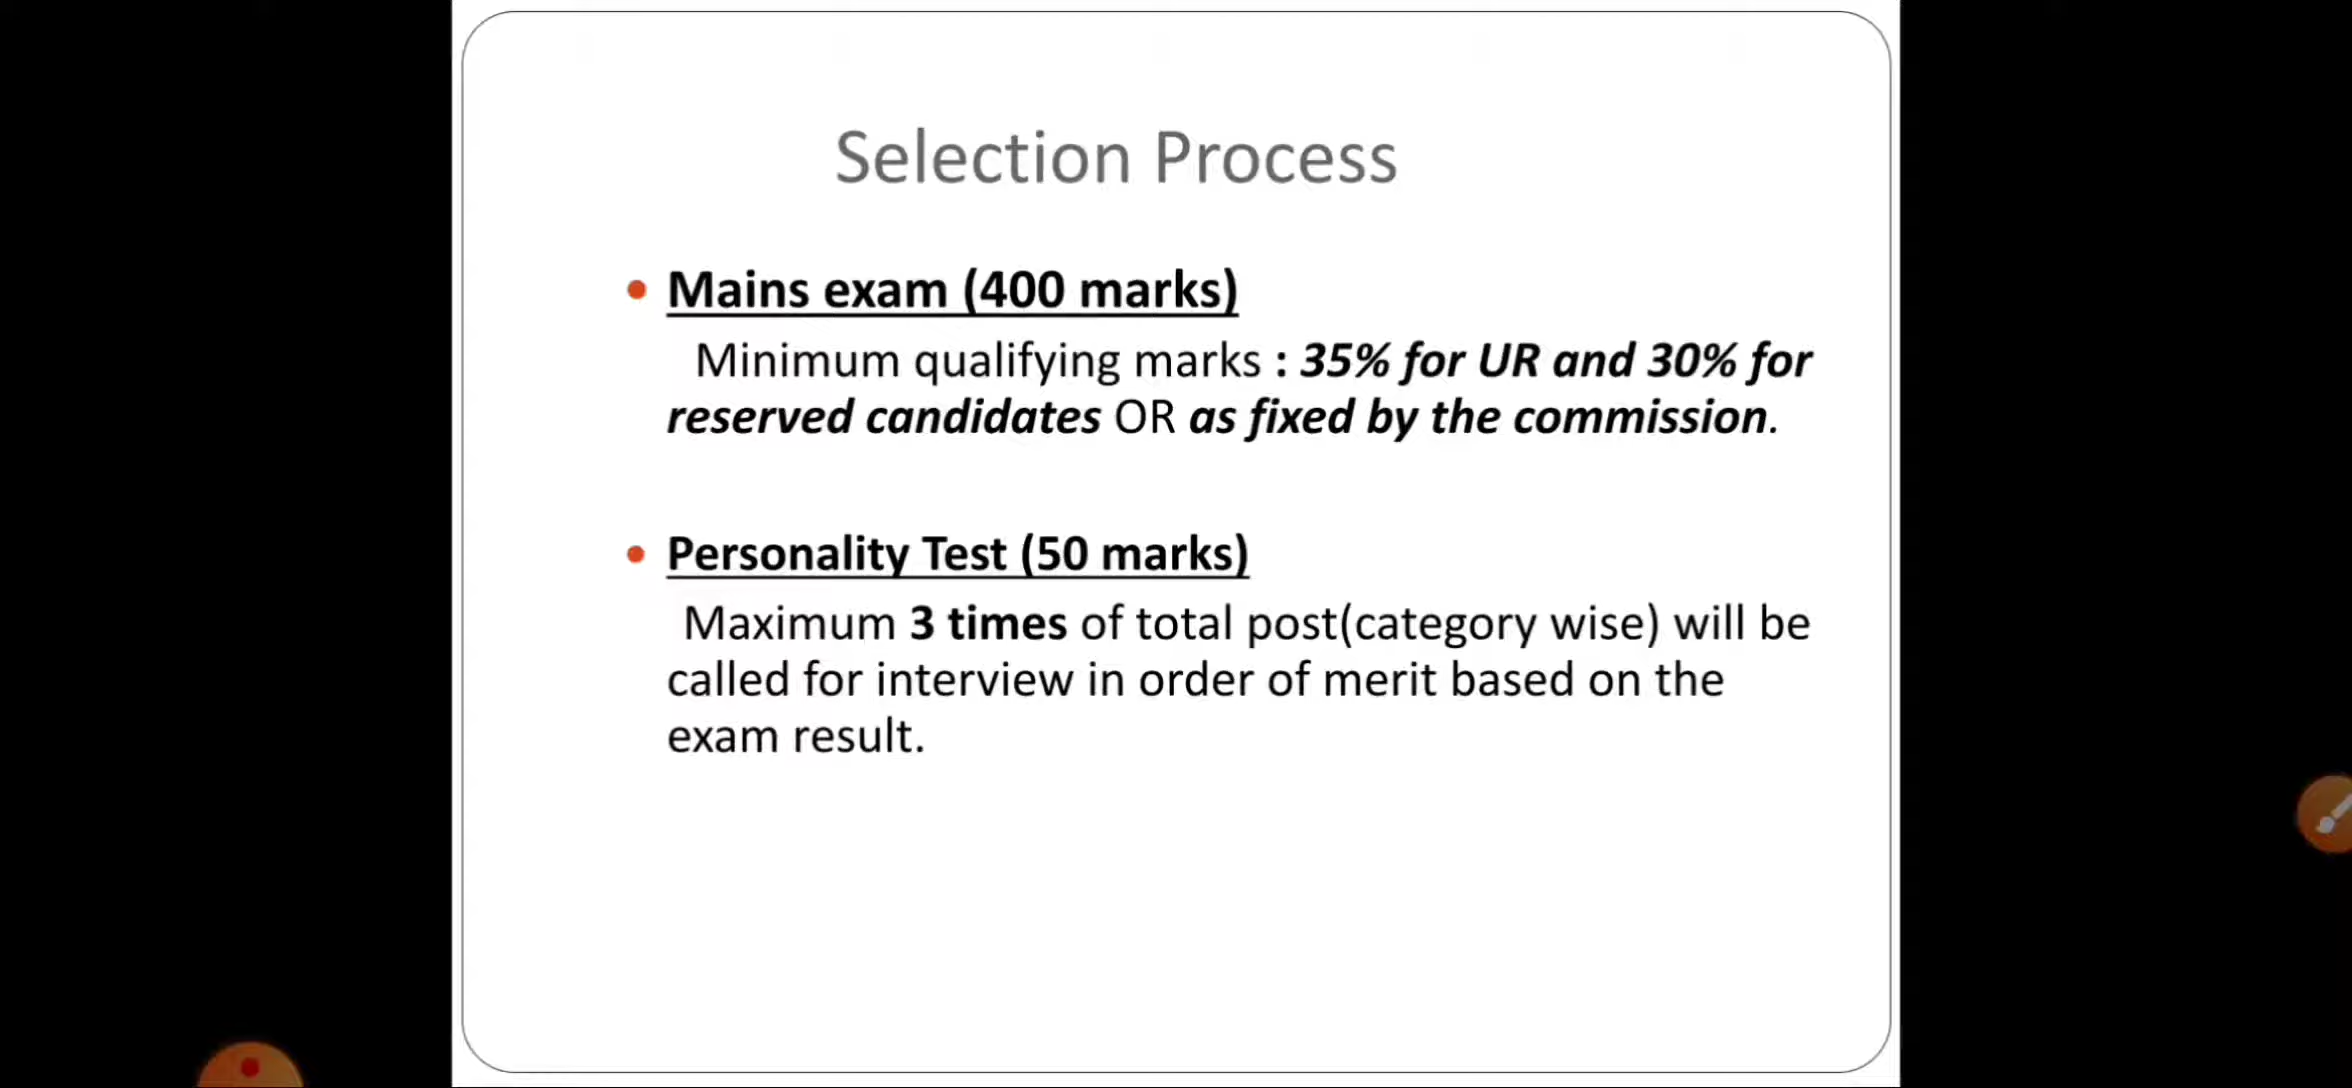 Selection Process
• Mains exam (400 marks)
Minimum qualifying marks : 35% for UR and 30% for
reserved candidates OR as fixed by the commission.
• Personality Test (50 marks)
Maximum 3 times of total post(category wise) will be
called for interview in order of merit based on the
exam result.